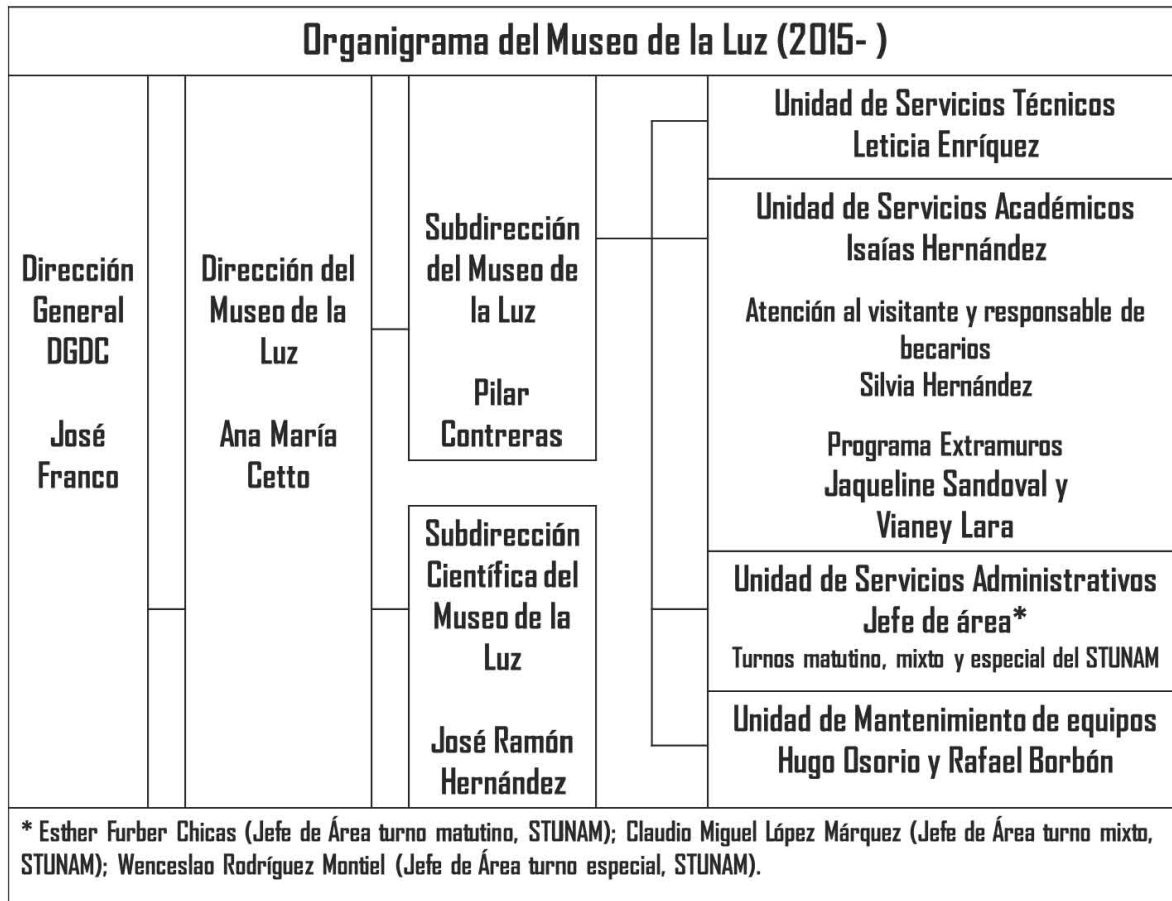 Organigrama del Museo de la Luz (2015- )
Dirección
General
DGDC
José
Franco
Dirección del
Museo de la
Luz
Ana María
Cetto
Subdirección
del Museo de
la Luz
Pilar
Contreras
Subdirección
Científica del
Museo de la
Luz
José Ramón
Hernández
Unidad de Servicios Técnicos
Leticia Enríquez
Unidad de Servicios Académicos
Isaías Hernández
Atención al visitante y responsable de
becarios
Silvia Hernández
Programa Extramuros
Jaqueline Sandoval y
Vianey Lara
Unidad de Servicios Administrativos
Jefe de área*
Turnos matutino, mixto y especial del STUNAM
Unidad de Mantenimiento de equipos
Hugo Osorio y Rafael Borbón
* Esther Furber Chicas (Jefe de Área turno matutino, STUNAM); Claudio Miguel López Márquez (Jefe de Área turno mixto,
STUNAM); Wenceslao Rodríguez Montiel (Jefe de Área turno especial, STUNAM).